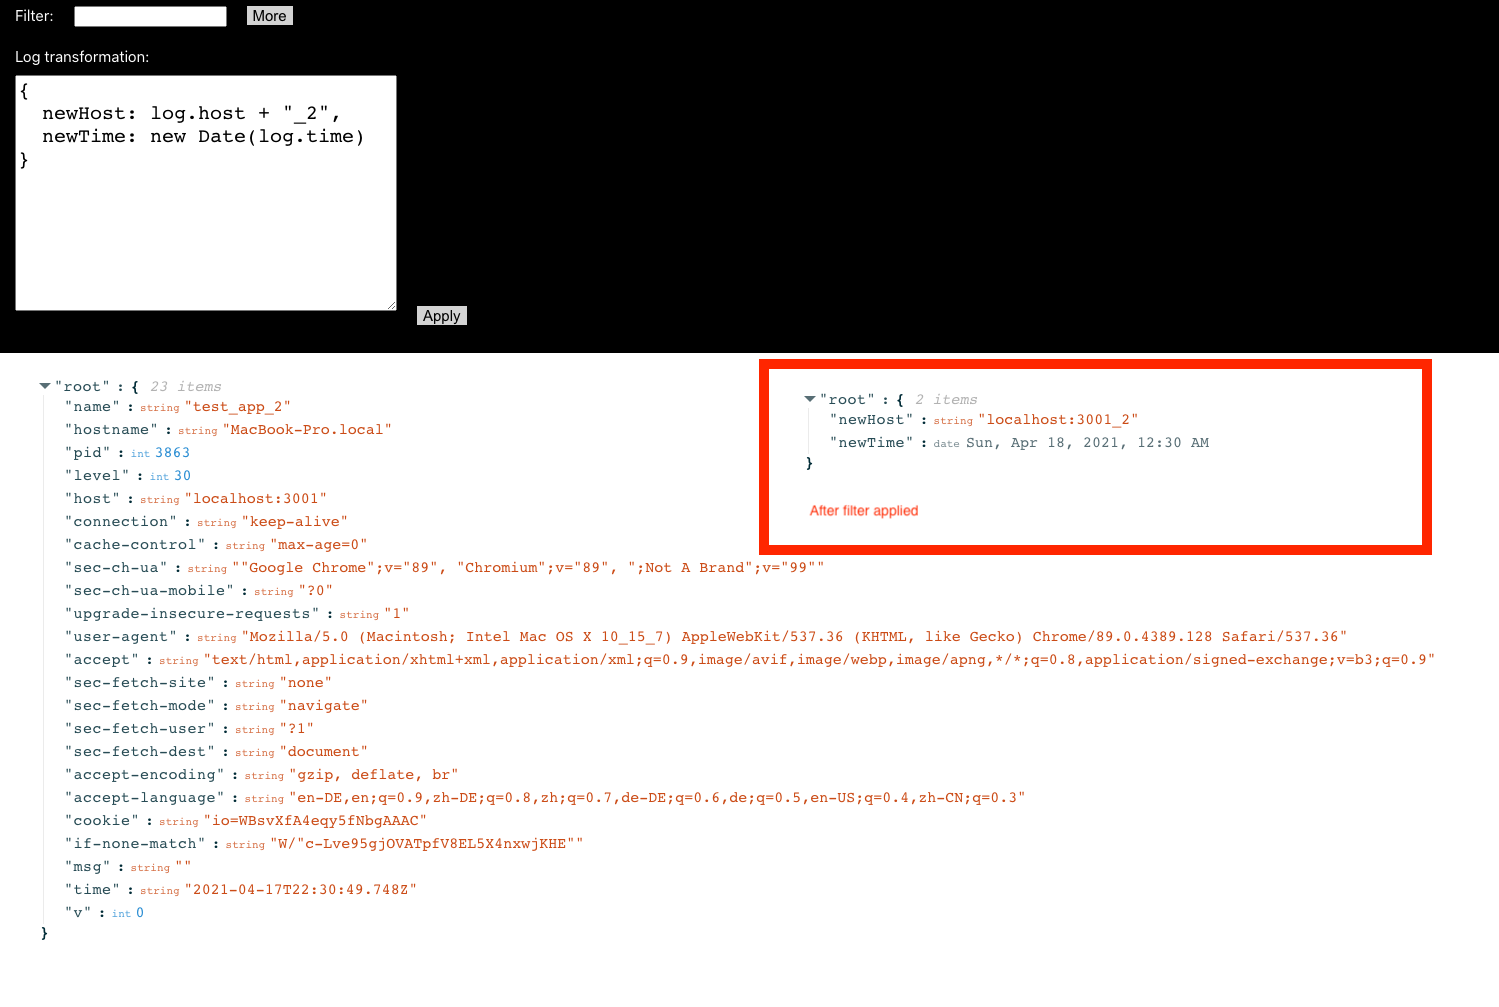 Filter: More
Log transformation:
{
newHost: log.host + "_2",
newTime: new Date(log.time)
}
Apply
"root" : { 23 items
"name" : string "test_app_2"
"hostname" : string "MacBook-Pro.local"
"pid" : int 3863
"level" : int 30
"host" : string "localhost:3001"
"connection" : string "keep-alive"
"cache-control" : string "max-age=0"
"sec-ch-ua" : string ""Google Chrome";v="89", "Chromium";v="89", ";Not A Brand";v="99""
"sec-ch-ua-mobile" : string "?0"
"upgrade-insecure-requests" : string "1"
"user-agent" : string "Mozilla/5.0 (Macintosh; Intel Mac OS X 10_15_7) AppleWebKit/537.36 (KHTML, like Gecko) Chrome/89.0.4389.128 Safari/537.36"
"accept" : string "text/html,application/xhtml+xml,application/xml;q=0.9,image/avif,image/webp,image/apng,*/*;q=0.8,application/signed-exchange;v=b3;q=0.9"
"sec-fetch-site" : string "none"
"sec-fetch-mode" : string "navigate"
"sec-fetch-user" : string "?1"
"sec-fetch-dest" : string "document"
"accept-encoding" : string "gzip, deflate, br"
"accept-language" : string "en-DE,en;q=0.9,zh-DE;q=0.8,zh;q=0.7,de-DE;q=0.6,de;q=0.5,en-US;q=0.4,zh-CN;q=0.3"
"cookie" : string "io=WBsvXfA4eqy5fNbgAAAC"
"if-none-match" : string "W/"c-Lve95gjOVATpfV8EL5X4nxwjKHE""
"msg" : string ""
"time" : string "2021-04-17T22:30:49.748Z"
"v" : int 0
}
"root" : { 2 items
"newHost" : string "localhost:3001_2"
"newTime" : date Sun, Apr 18, 2021, 12:30 AM
}
After filter applied